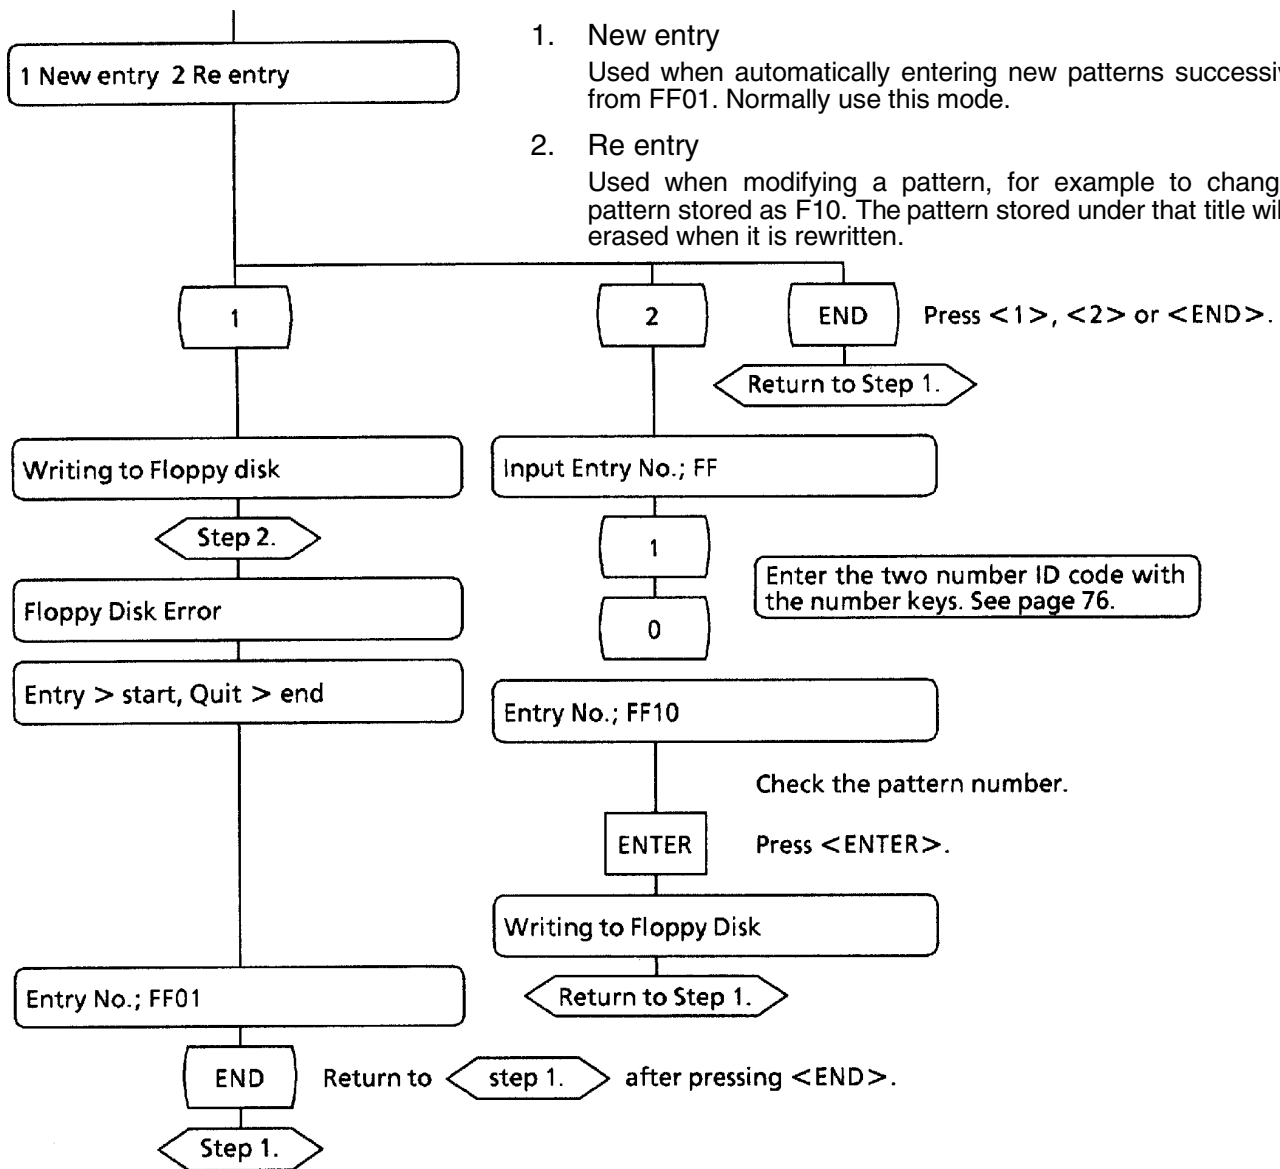 1. New entry
Used when automatically entering new patterns
from FF01. Normally use this mode.
2. Re entry
Used when modifying a pattern, for example to
pattern stored as F10. The pattern stored under that title
erased when it is rewritten.
1 New entry 2 Re entry
1
2
END
Press <1>, <2> or <END>.
Return to Step 1.
Writing to Floppy disk
Step 2.
Floppy Disk Error
Entry > start, Quit > end
Input Entry No.; FF
1
0
Enter the two number ID code with
the number keys. See page 76.
Entry No.; FF10
Check the pattern number.
ENTER
Press <ENTER>.
Writing to Floppy Disk
Return to Step 1.
Entry No.; FF01
END
Return to step 1. after pressing <END>.
Step 1.